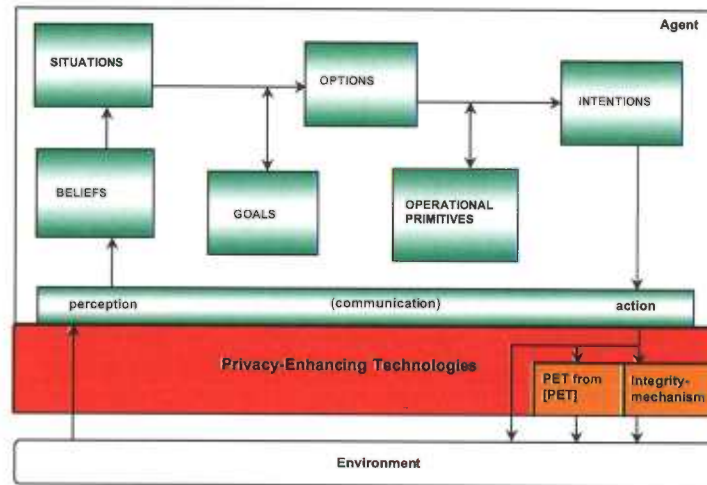 Agent
SITUATIONS
OPTIONS
INTENTIONS
BELIEFS
GOALS
OPERATIONAL
PRIMITIVES
perception
(communication)
action
Privacy-Enhancing Technologies
PET from
[PET]
Integrity-
mechanism
Environment